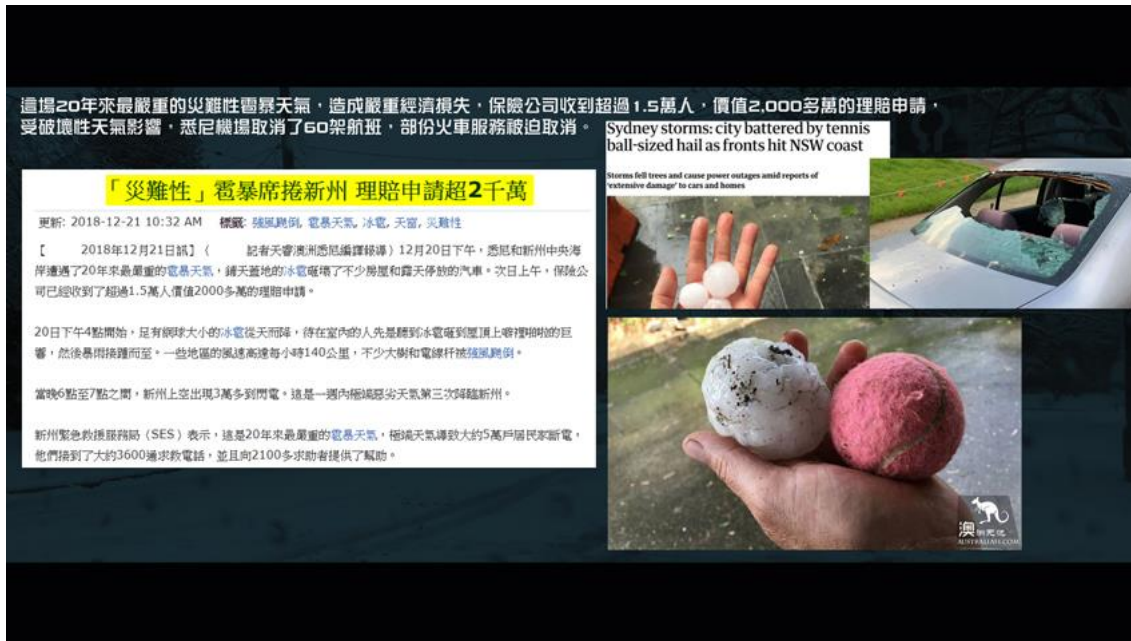 這場20年來最嚴重的災難性雹暴天氣，造成嚴重經濟損失，保險公司收到超過1.5萬人，價值2,000多萬的理賠申請，
受破壞性天氣影響，悉尼機場取消了60架航班，部份火車服務被迫取消。
Sydney storms: city battered by tennis
ball-sized hail as fronts hit NSW coast
Storms fell trees and cause power outages amid reports of
'extensive damage' to cars and homes
「災難性」雹暴席捲新州 理賠申請超2千萬
更新: 2018-12-21 10:32 AM 標籤: 強風颳倒, 雹暴天氣, 冰雹, 天富, 災難性
【 2018年12月21日訊】（ 記者天睿澳洲悉尼編譯報導）12月20日下午，悉尼和新州中央海
岸遭遇了20年來最嚴重的雹暴天氣，鋪天蓋地的冰雹砸壞了不少房屋和露天停放的汽車。次日上午，保險公
司已經收到了超過1.5萬人價值2000多萬的理賠申請。
20日下午4點開始，足有網球大小的冰雹從天而降，待在室內的人先是聽到冰雹砸到屋頂上噼裡啪啦的巨
響，然後暴雨接踵而至。一些地區的風速高達每小時140公里，不少大樹和電線杆被強風颳倒。
當晚6點至7點之間，新州上空出現3萬多到閃電。這是一週內極端惡劣天氣第三次降臨新州。
新州緊急救援服務局（SES）表示，這是20年來最嚴重的雹暴天氣，極端天氣導致大約5萬戶居民家斷電，
他們接到了大約3600通求救電話，並且向2100多求助者提供了幫助。
AUSTRALIAN.COM